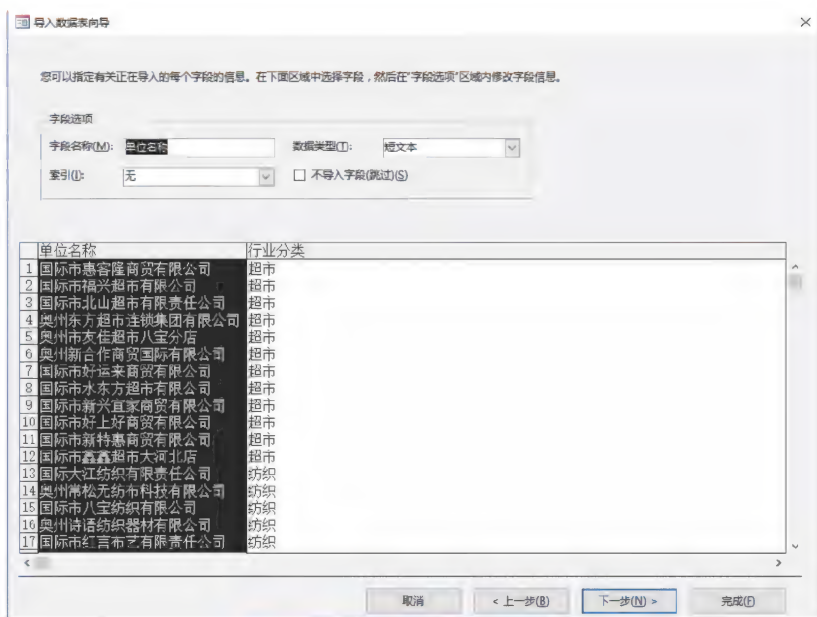 导入数据表向导
您可以指定有关正在导入的每个字段的信息。在下面区域中选择字段，然后在“字段选项”区域内修改字段信息。
字段选项
字段名称(M): 单位名称 数据类型(T): 短文本
索引(I): 无 不导入字段(跳过)(S)
单位名称 行业分类
1 国际市惠客隆商贸有限公司 超市
2 国际市福兴超市有限公司 超市
3 国际市北山超市有限责任公司 超市
4 奥州东方超市连锁集团有限公司 超市
5 奥州市友佳超市八宝分店 超市
6 奥州新合作商贸国际有限公司 超市
7 国际市好运来商贸有限公司 超市
8 国际市水东方超市有限公司 超市
9 国际市新兴宜家商贸有限公司 超市
10 国际市好上好商贸有限公司 超市
11 国际市新特惠商贸有限公司 超市
12 国际市鑫鑫超市大河北店 超市
13 国际大江纺织有限责任公司 纺织
14 奥州常松无纺布科技有限公司 纺织
15 国际市八宝纺织有限公司 纺织
16 奥州诗语纺织器材有限公司 纺织
17 国际市红言布艺有限责任公司 纺织
取消 < 上一步(B) 下一步(N) > 完成(F)